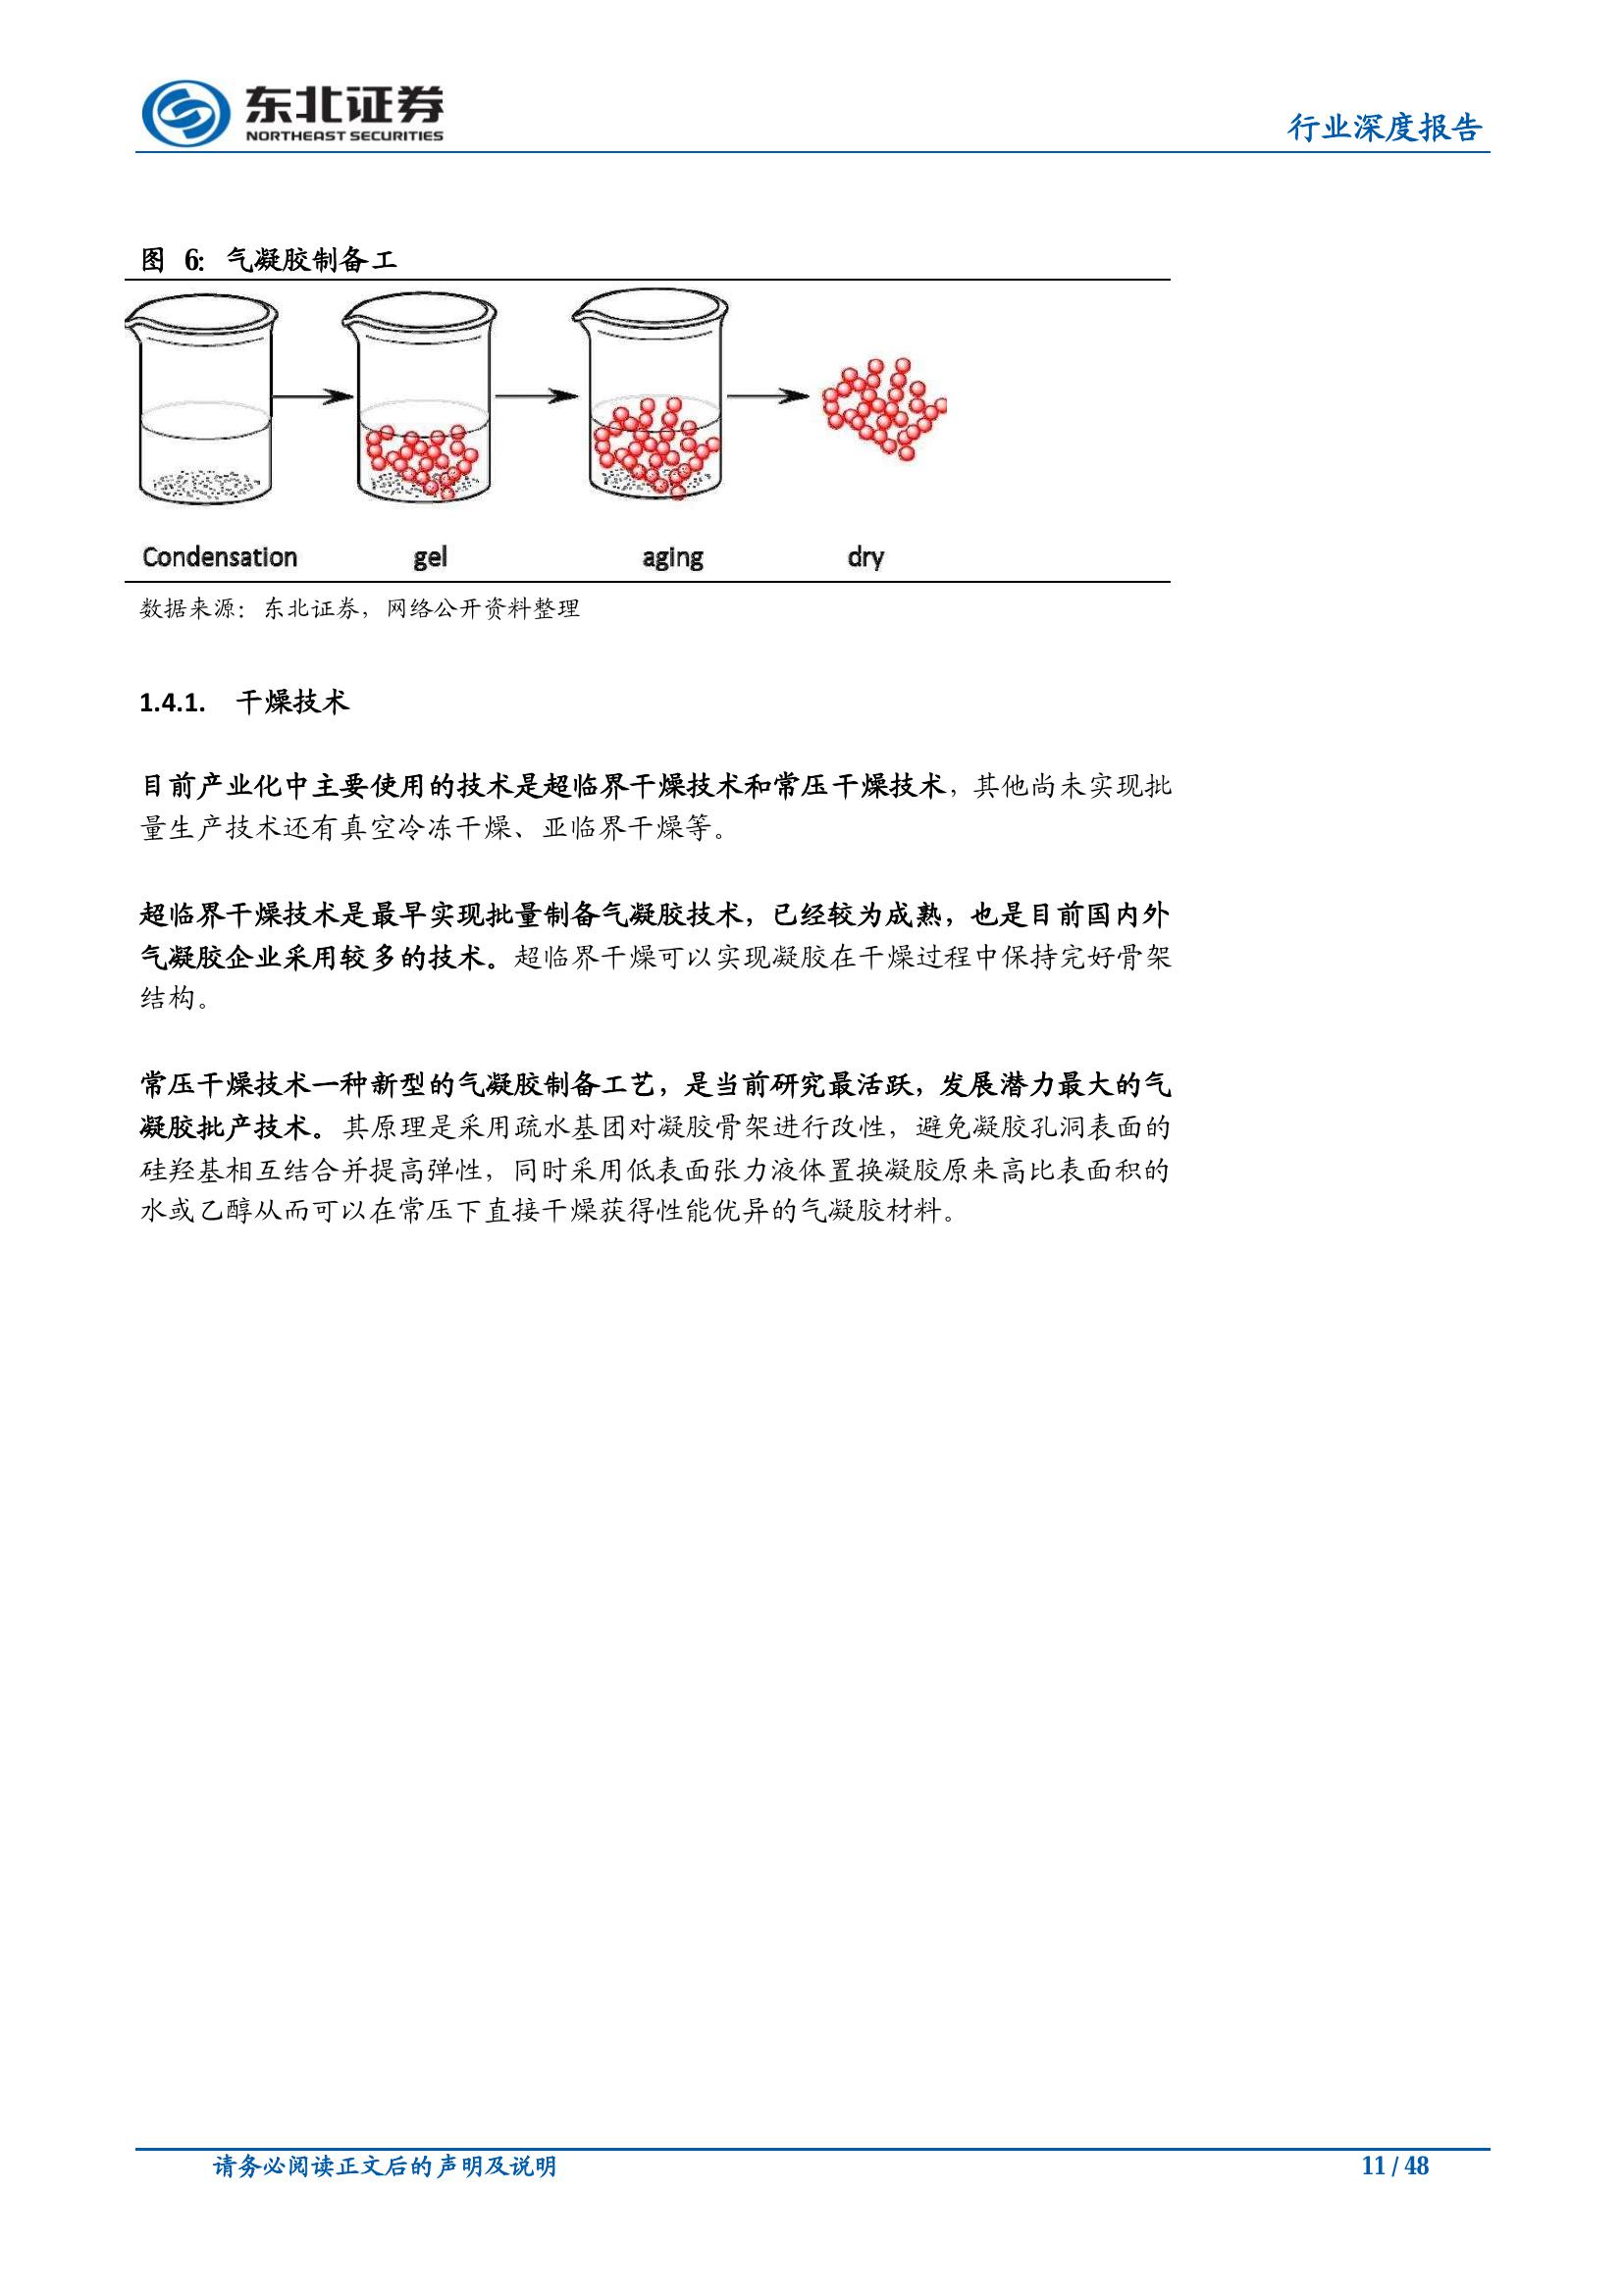 东北证券
NORTHEAST SECURITIES
行业深度报告
图 6: 气凝胶制备工
Condensation gel aging dry
数据来源：东北证券，网络公开资料整理
1.4.1. 干燥技术
目前产业化中主要使用的技术是超临界干燥技术和常压干燥技术，其他尚未实现批
量生产技术还有真空冷冻干燥、亚临界干燥等。
超临界干燥技术是最早实现批量制备气凝胶技术，已经较为成熟，也是目前国内外
气凝胶企业采用较多的技术。超临界干燥可以实现凝胶在干燥过程中保持完好骨架
结构。
常压干燥技术一种新型的气凝胶制备工艺，是当前研究最活跃，发展潜力最大的气
凝胶批产技术。其原理是采用疏水基团对凝胶骨架进行改性，避免凝胶孔洞表面的
硅羟基相互结合并提高弹性，同时采用低表面张力液体置换凝胶原来高比表面积的
水或乙醇从而可以在常压下直接干燥获得性能优异的气凝胶材料。
请务必阅读正文后的声明及说明
11 / 48